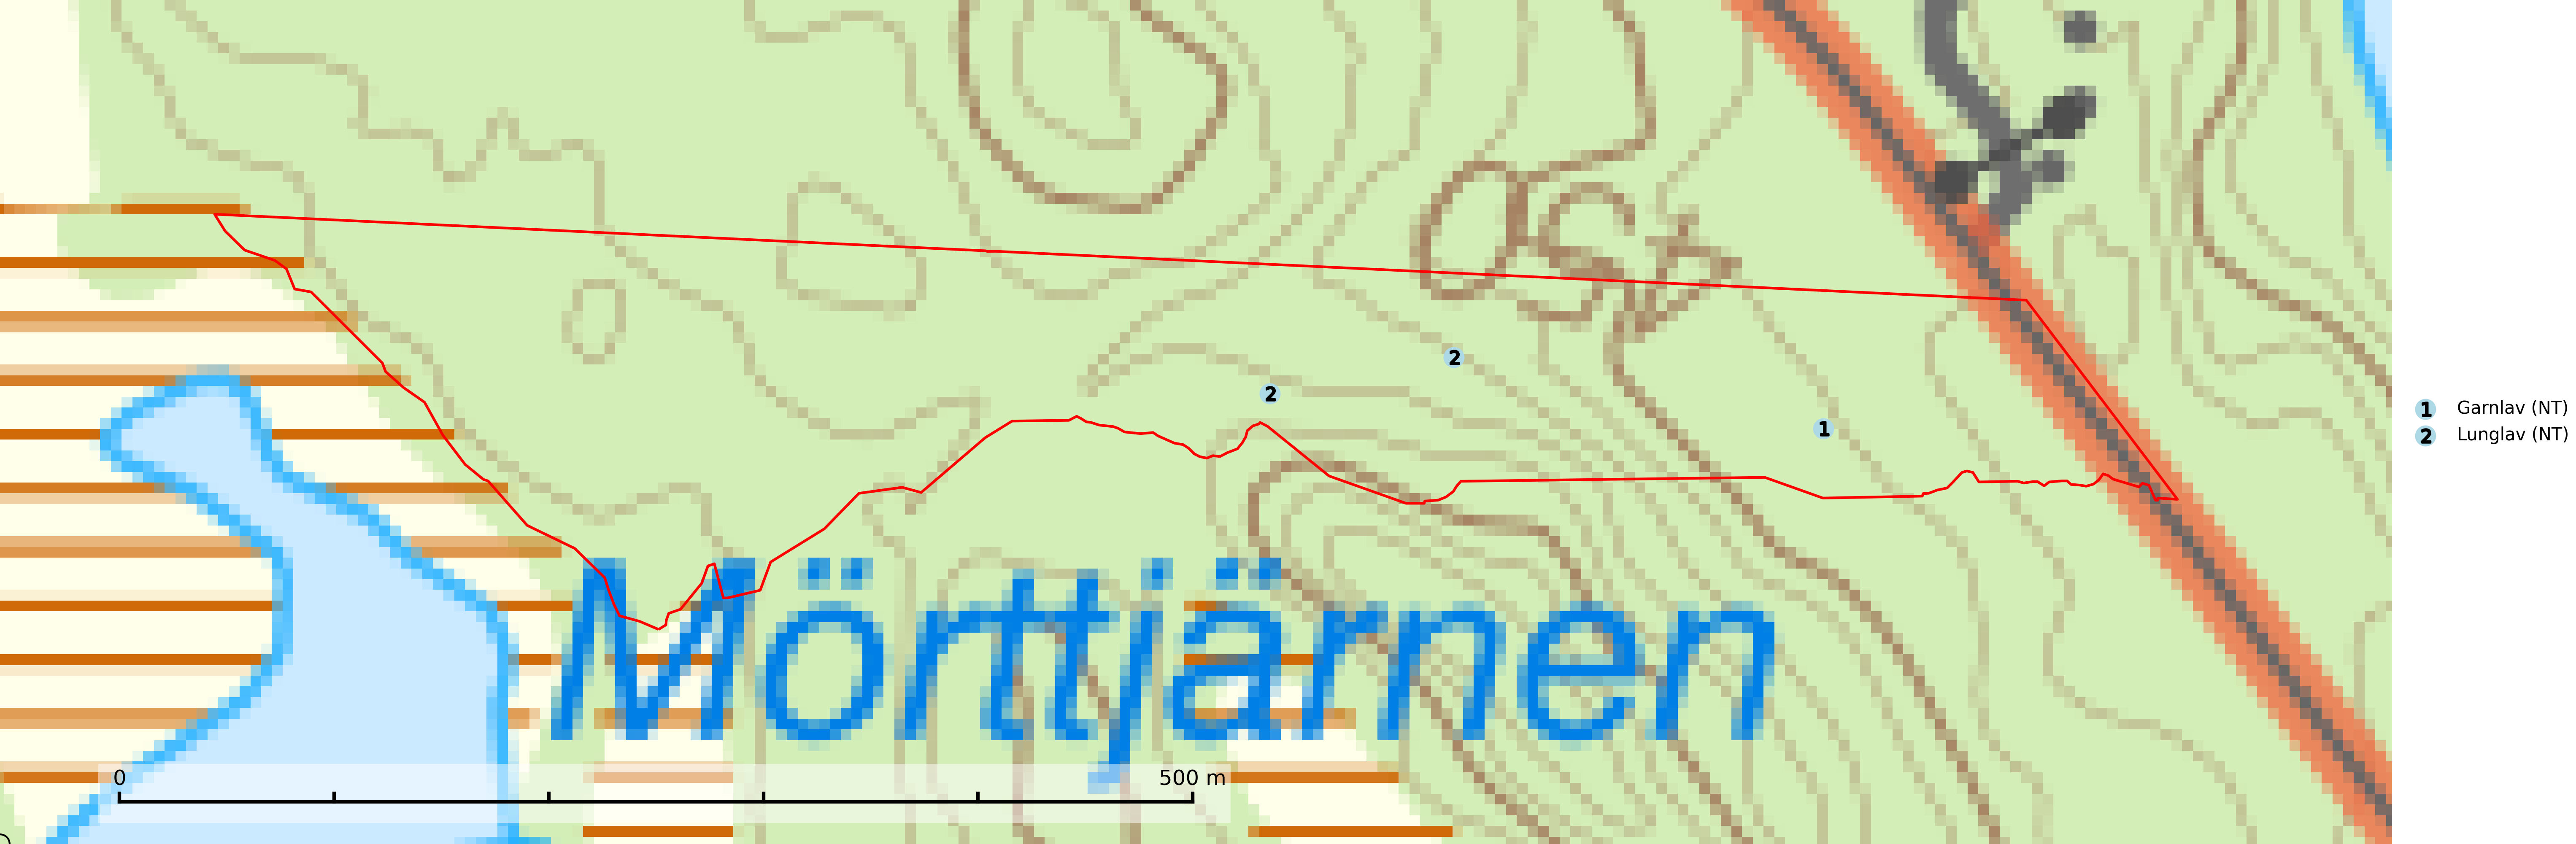 2
2
1
1 Garnlav (NT)
2 Lunglav (NT)
Mörttjärnen
0 500 m